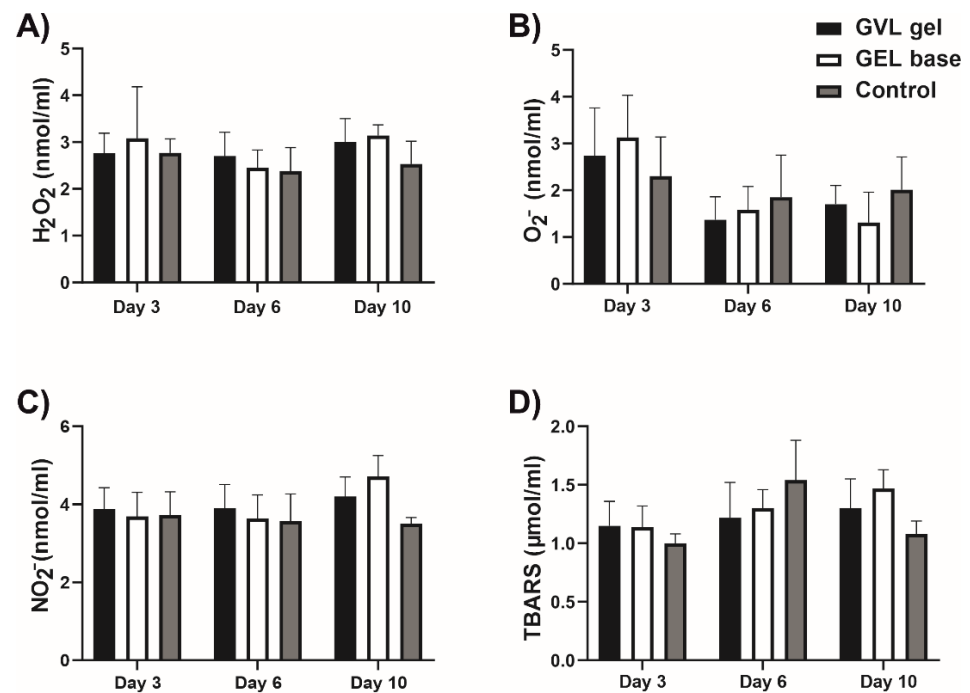 A)
H₂O₂ (nmol/ml)
5
4
3
2
1
0
Day 3 Day 6 Day 10
B)
O₂⁻ (nmol/ml)
5
4
3
2
1
0
Day 3 Day 6 Day 10
GVL gel
GEL base
Control
C)
NO₂⁻(nmol/ml)
6
4
2
0
Day 3 Day 6 Day 10
D)
TBARS (µmol/ml)
2.0
1.5
1.0
0.5
0.0
Day 3 Day 6 Day 10